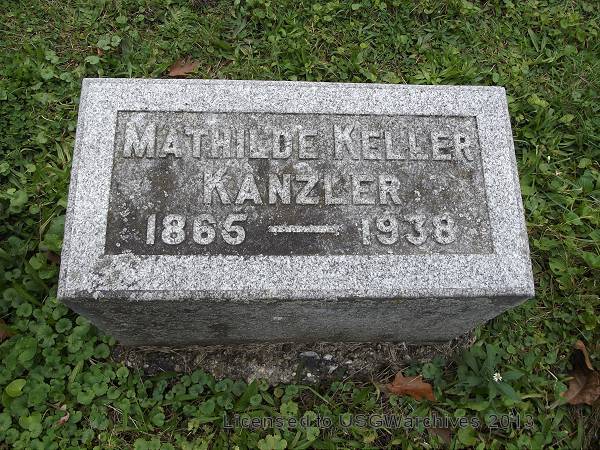 MATHILDE KELLER
KANZLER
1865 — 1938
Licensed to USGWarchives 2013